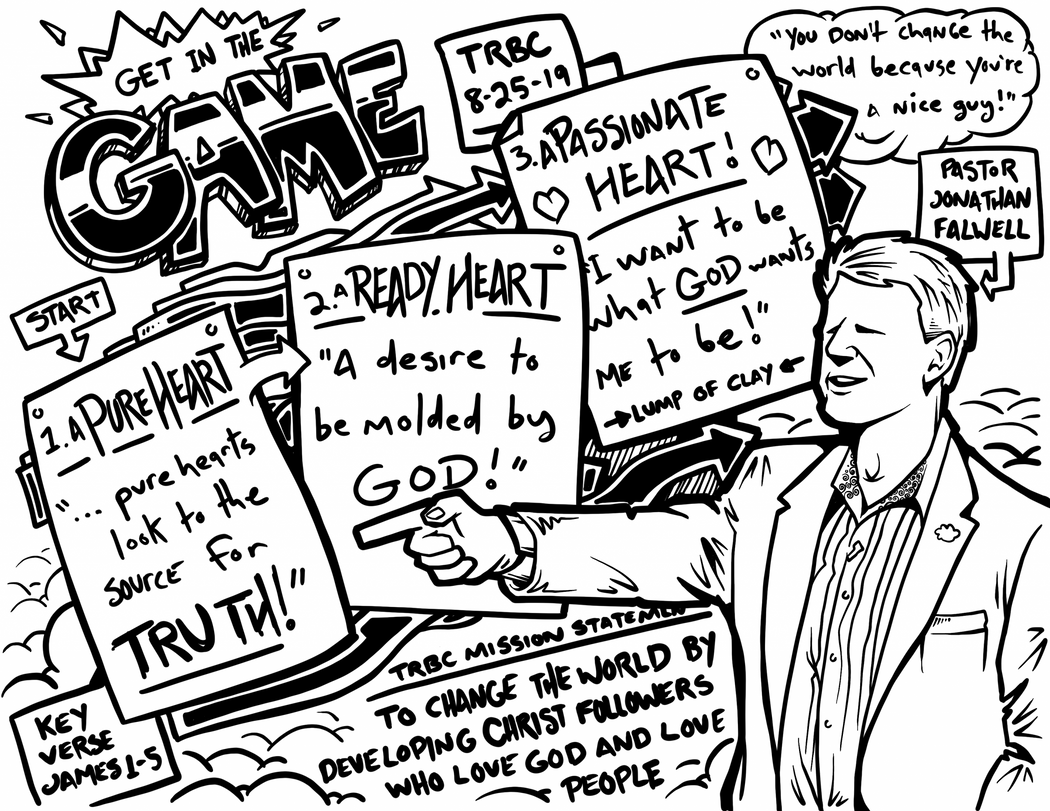 GET IN THE
GAME
TRBC
8-25-19
"You Don't change the
world because you're
a nice guy!"
PASTOR
JONATHAN
FALWELL
START
1. A PURE HEART
"... pure hearts
look to the
source for
TRUTH!"
2. A READY HEART
"A desire to
be molded by
GOD!"
3. A PASSIONATE
HEART!
"I want to be
what GOD wants
ME to be!"
LUMP OF CLAY
KEY
VERSE
JAMES 1-5
TRBC MISSION STATEMEN
TO CHANGE THE WORLD BY
DEVELOPING CHRIST FOLLOWERS
WHO LOVE GOD AND LOVE
PEOPLE